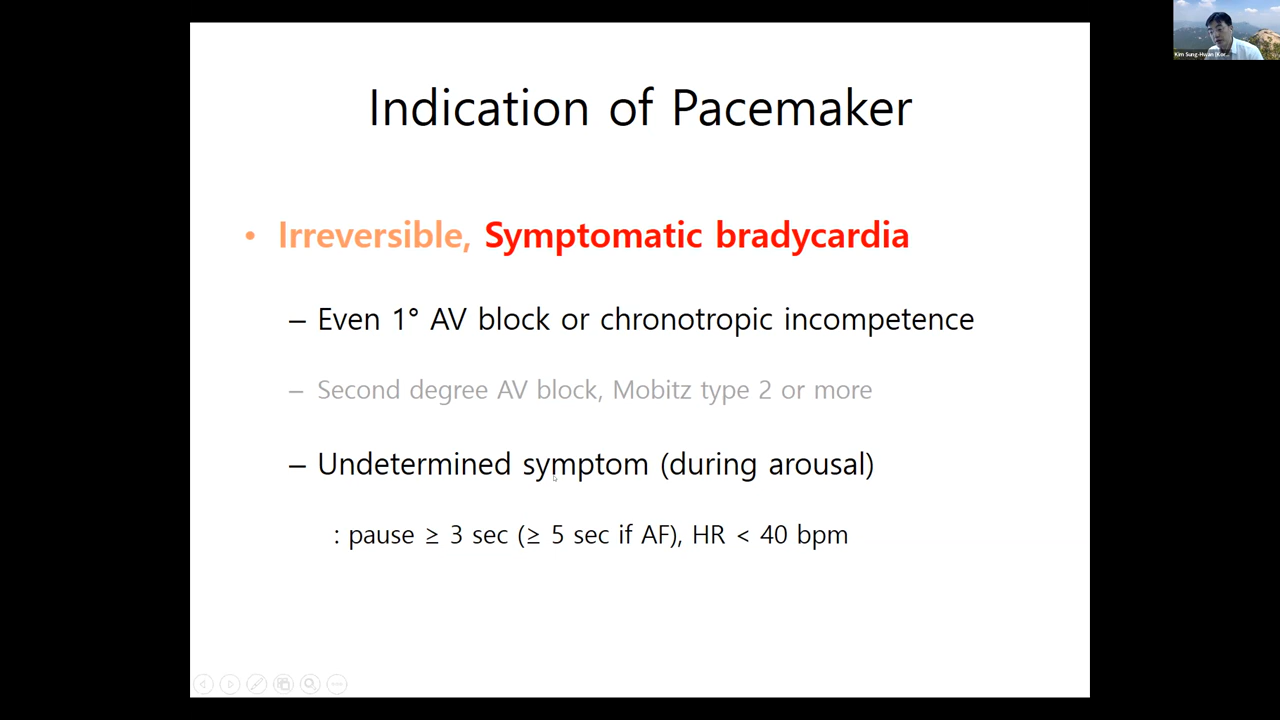 Indication of Pacemaker
• Irreversible, Symptomatic bradycardia
– Even 1° AV block or chronotropic incompetence
– Second degree AV block, Mobitz type 2 or more
– Undetermined symptom (during arousal)
: pause ≥ 3 sec (≥ 5 sec if AF), HR < 40 bpm
Kim Sung-Hwan